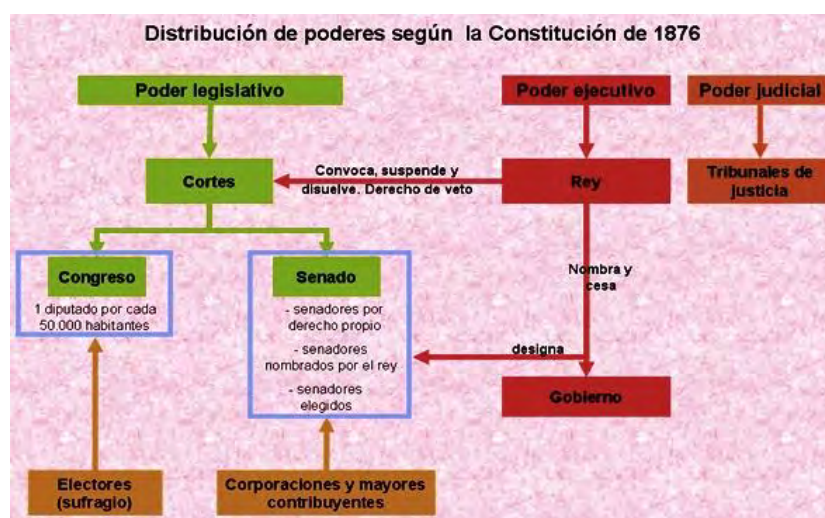 Distribución de poderes según la Constitución de 1876
Poder legislativo
Poder ejecutivo
Poder judicial
Cortes
Convoca, suspende y
disuelve. Derecho de veto
Rey
Tribunales de
justicia
Congreso
1 diputado por cada
50.000 habitantes
Senado
- senadores por
derecho propio
- senadores
nombrados por el rey
- senadores
elegidos
Nombra y
cesa
designa
Gobierno
Electores
(sufragio)
Corporaciones y mayores
contribuyentes